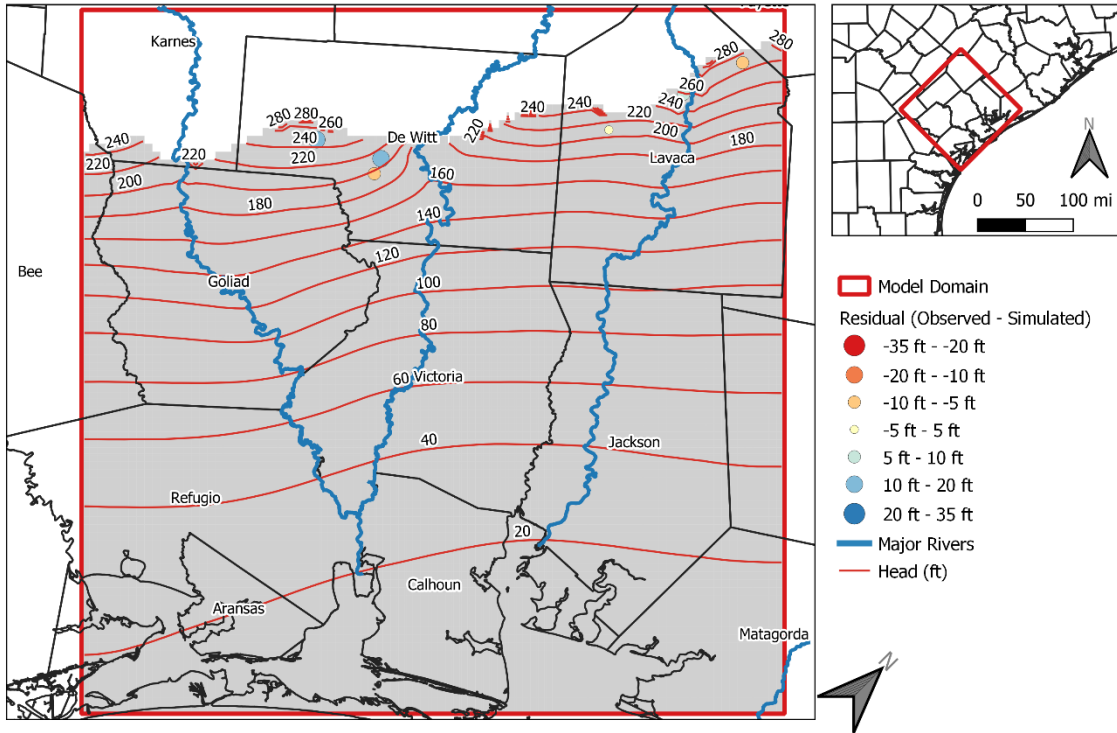 Karnes
280
280
280 280 260
260
240
240
240
220
240
220
De Witt
200
180
220
220
220
Lavaca
200
160
180
140
120
Bee
Goliad
100
80
60 Victoria
40
Jackson
Refugio
20
Calhoun
Aransas
Matagorda
N
N
0 50 100 mi
Model Domain
Residual (Observed - Simulated)
-35 ft - -20 ft
-20 ft - -10 ft
-10 ft - -5 ft
-5 ft - 5 ft
5 ft - 10 ft
10 ft - 20 ft
20 ft - 35 ft
Major Rivers
Head (ft)